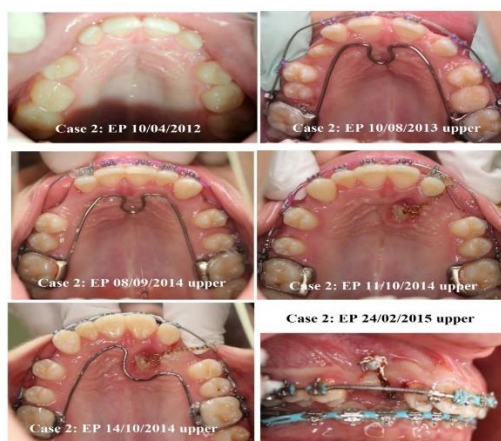 Case 2: EP 10/04/2012
Case 2: EP 10/08/2013 upper
Case 2: EP 08/09/2014 upper
Case 2: EP 11/10/2014 upper
Case 2: EP 14/10/2014 upper
Case 2: EP 24/02/2015 upper